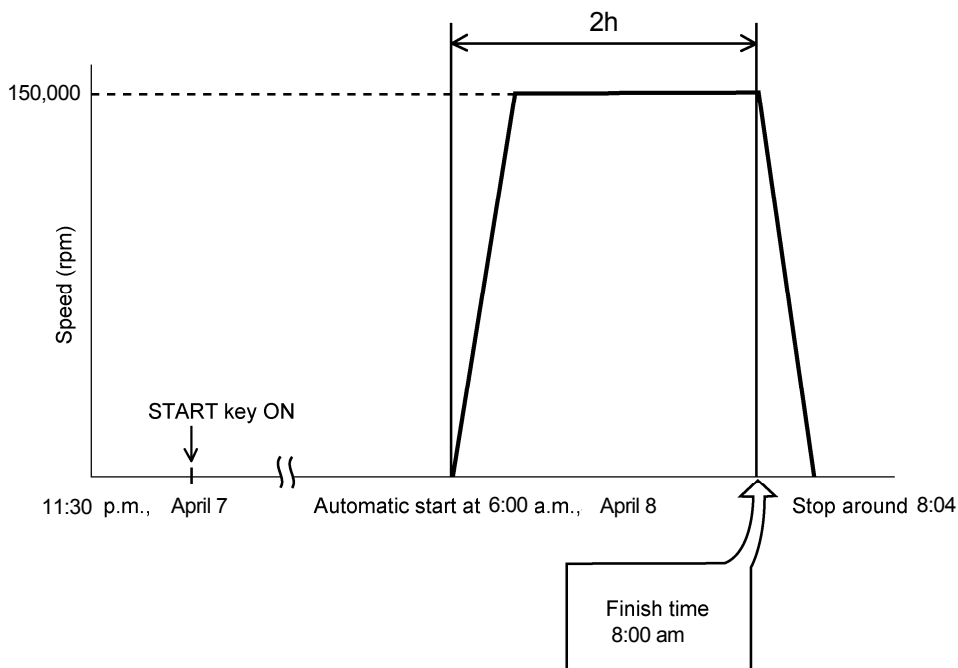 2h
150,000
Speed (rpm)
START key ON
11:30 p.m., April 7 Automatic start at 6:00 a.m., April 8 Stop around 8:04
Finish time
8:00 am